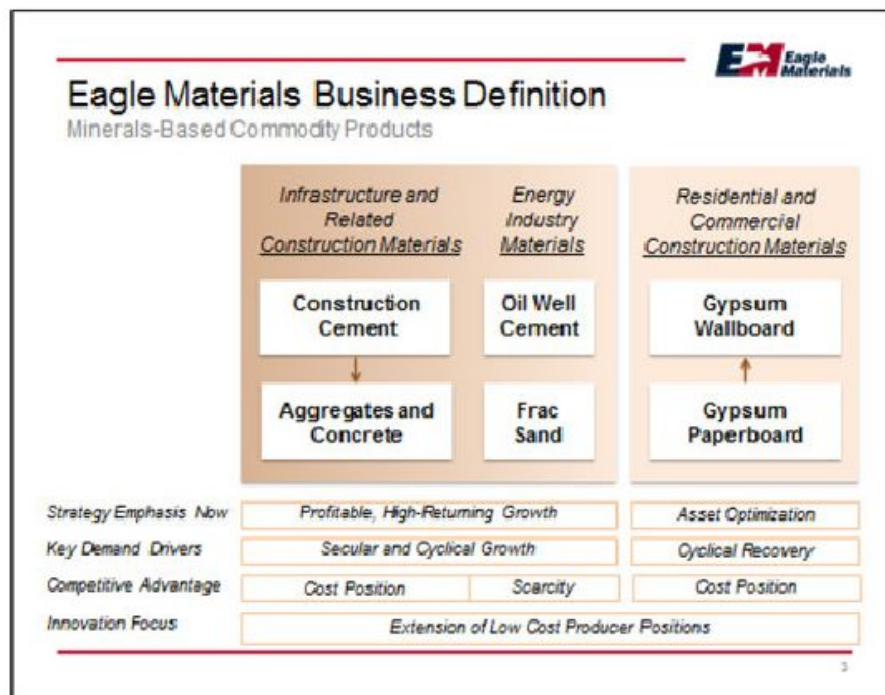 Eagle
Materials
Eagle Materials Business Definition
Minerals-Based Commodity Products
Infrastructure and
Related
Construction Materials
Energy
Industry
Materials
Residential and
Commercial
Construction Materials
Construction
Cement
Oil Well
Cement
Gypsum
Wallboard
Aggregates and
Concrete
Frac
Sand
Gypsum
Paperboard
Strategy Emphasis Now
Profitable, High-Returning Growth
Asset Optimization
Key Demand Drivers
Secular and Cyclical Growth
Cyclical Recovery
Competitive Advantage
Cost Position
Scarcity
Cost Position
Innovation Focus
Extension of Low Cost Producer Positions
3